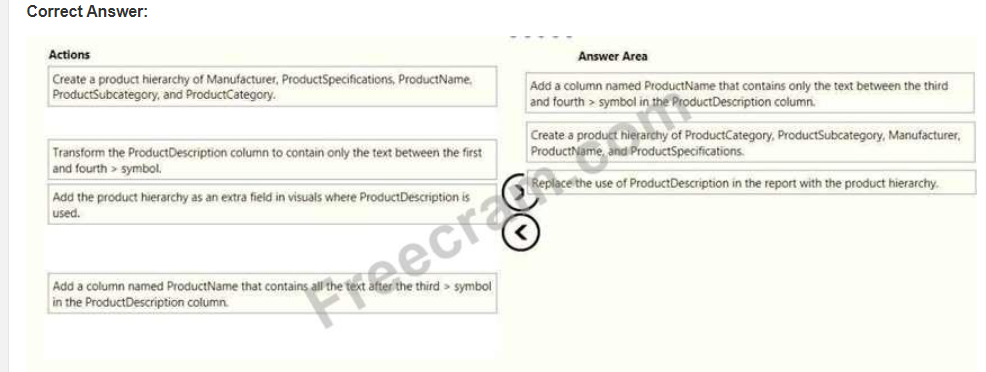 Correct Answer:
Actions
Create a product hierarchy of Manufacturer, ProductSpecifications, ProductName,
ProductSubcategory, and ProductCategory.
Transform the ProductDescription column to contain only the text between the first
and fourth > symbol.
Add the product hierarchy as an extra field in visuals where ProductDescription is
used.
Add a column named ProductName that contains all the text after the third > symbol
in the ProductDescription column.
Answer Area
Add a column named ProductName that contains only the text between the third
and fourth > symbol in the ProductDescription column.
Create a product hierarchy of ProductCategory, ProductSubcategory, Manufacturer,
ProductName, and ProductSpecifications.
Replace the use of ProductDescription in the report with the product hierarchy.
Freecram.com